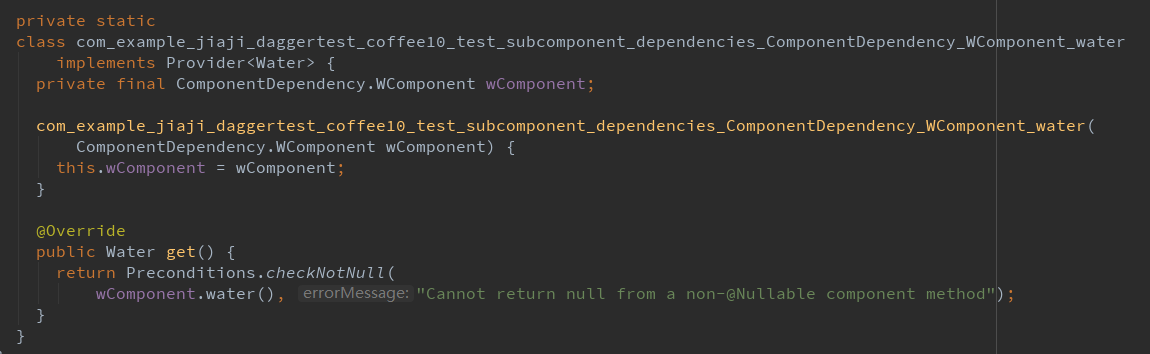 private static
class com_example_jiaji_daggertest_coffee10_test_subcomponent_dependencies_ComponentDependency_WComponent_water
    implements Provider<Water> {
  private final ComponentDependency.WComponent wComponent;

  com_example_jiaji_daggertest_coffee10_test_subcomponent_dependencies_ComponentDependency_WComponent_water(
      ComponentDependency.WComponent wComponent) {
    this.wComponent = wComponent;
  }

  @Override
  public Water get() {
    return Preconditions.checkNotNull(
        wComponent.water(), errorMessage: "Cannot return null from a non-@Nullable component method");
  }
}